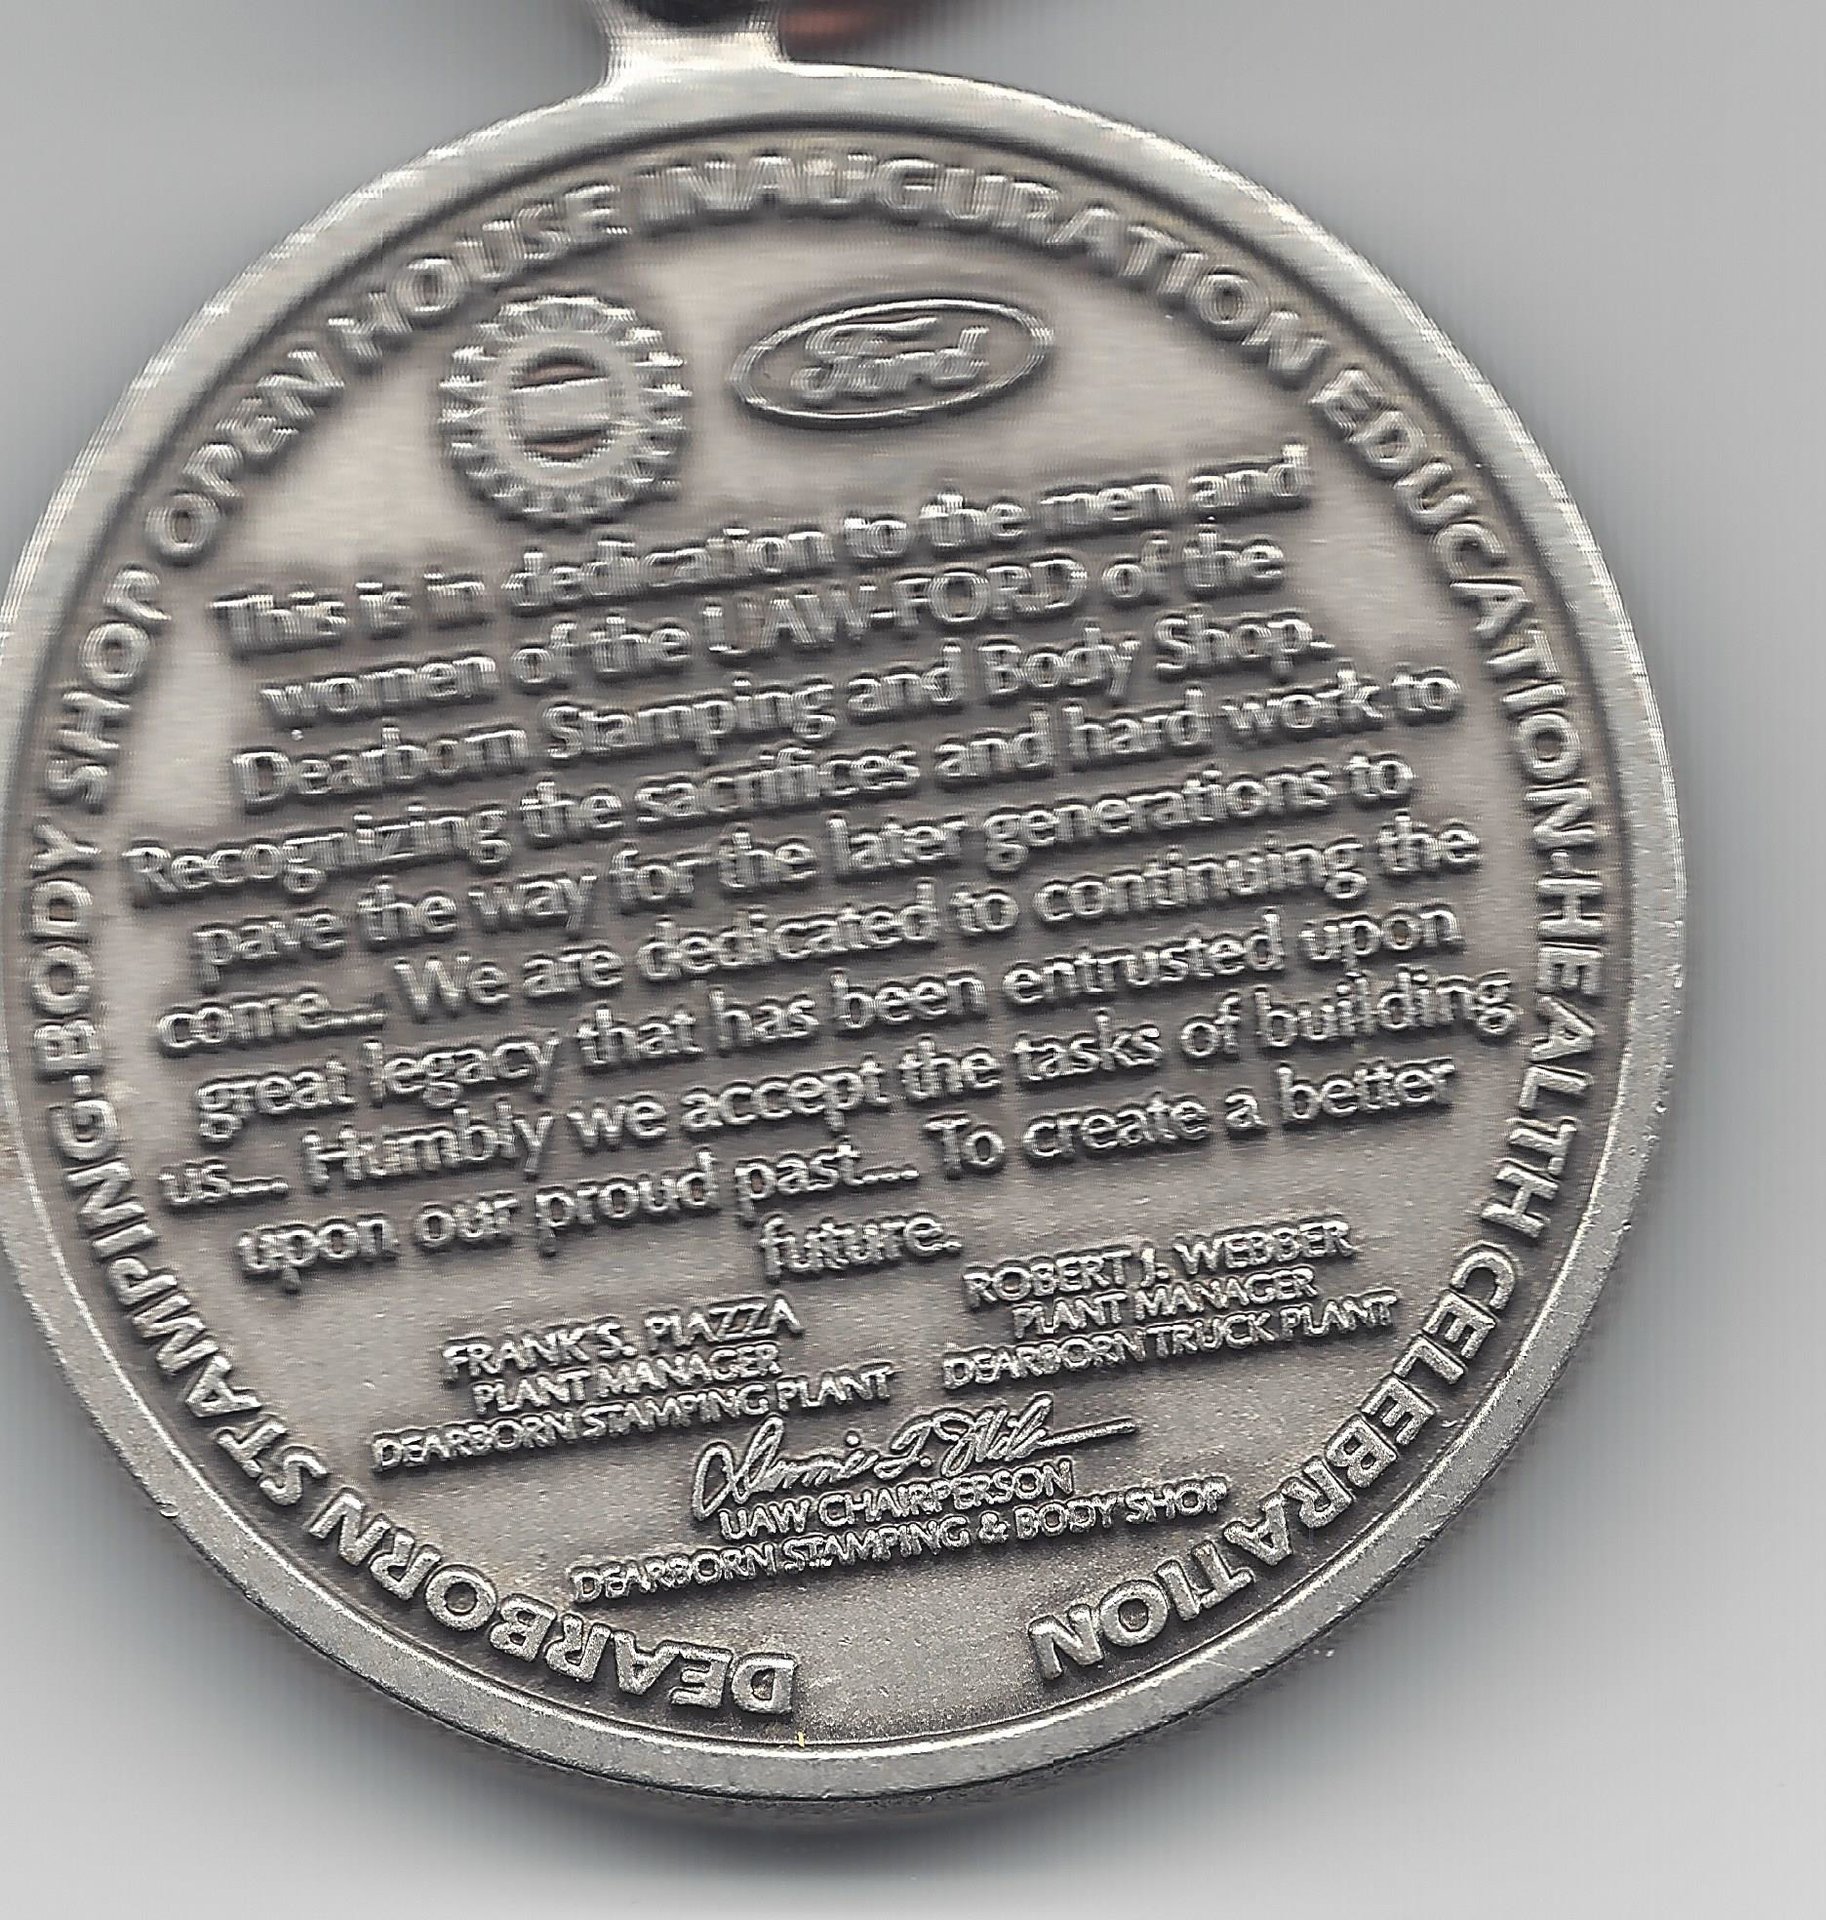 DEARBORN STAMPING-BODY SHOP OPEN HOUSE INAUGURATION EDUCATION-HEALTH CELEBRATION
Ford
This is in dedication to the men and
women of the UAW-FORD of the
Dearborn Stamping and Body Shop.
Recognizing the sacrifices and hard work to
pave the way for the later generations to
come... We are dedicated to continuing the
great legacy that has been entrusted upon
us... Humbly we accept the tasks of building
upon our proud past... To create a better
future.
FRANK S. PIAZZA
PLANT MANAGER
DEARBORN STAMPING PLANT
ROBERT J. WEBBER
PLANT MANAGER
DEARBORN TRUCK PLANT
UAW CHAIRPERSON
DEARBORN STAMPING & BODY SHOP